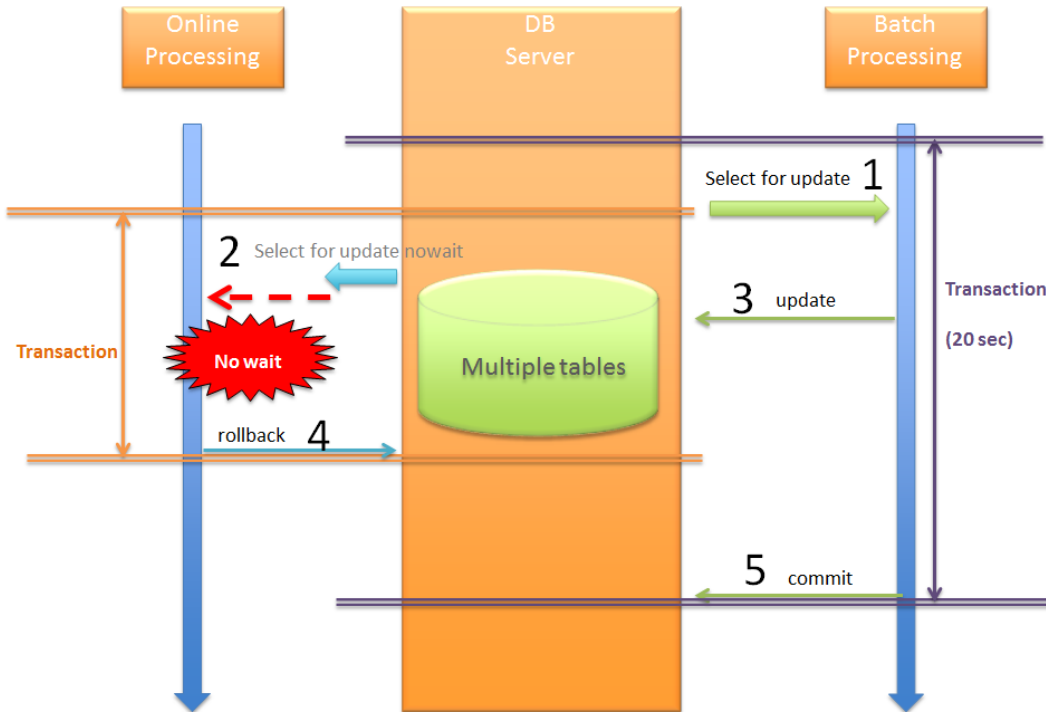 Online
Processing
DB
Server
Batch
Processing
Select for update 1
2 Select for update nowait
3 update
Transaction
(20 sec)
Transaction
No wait
Multiple tables
rollback 4
5 commit